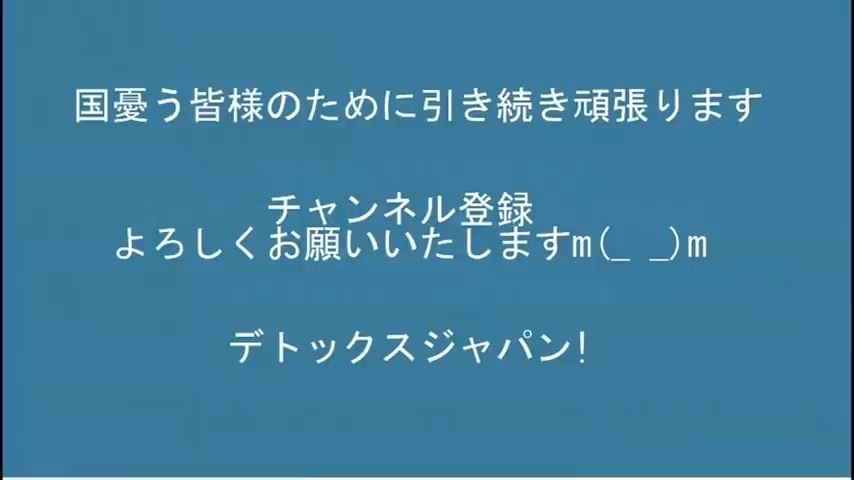 国憂う皆様のために引き続き頑張ります
チャンネル登録
よろしくお願いいたしますm(_ _)m
デトックスジャパン!